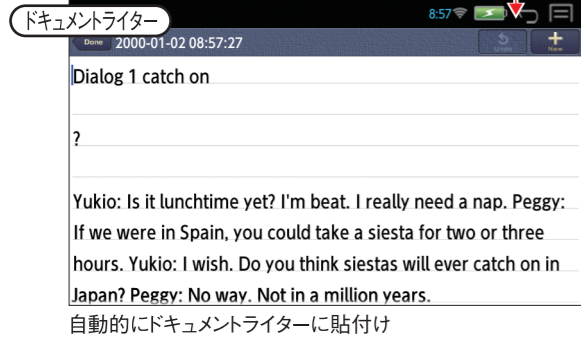 ドキュメントライター
8:57
Done 2000-01-02 08:57:27
Undo
New
Dialog 1 catch on
?
Yukio: Is it lunchtime yet? I'm beat. I really need a nap. Peggy:
If we were in Spain, you could take a siesta for two or three
hours. Yukio: I wish. Do you think siestas will ever catch on in
Japan? Peggy: No way. Not in a million years.
自動的にドキュメントライターに貼付け